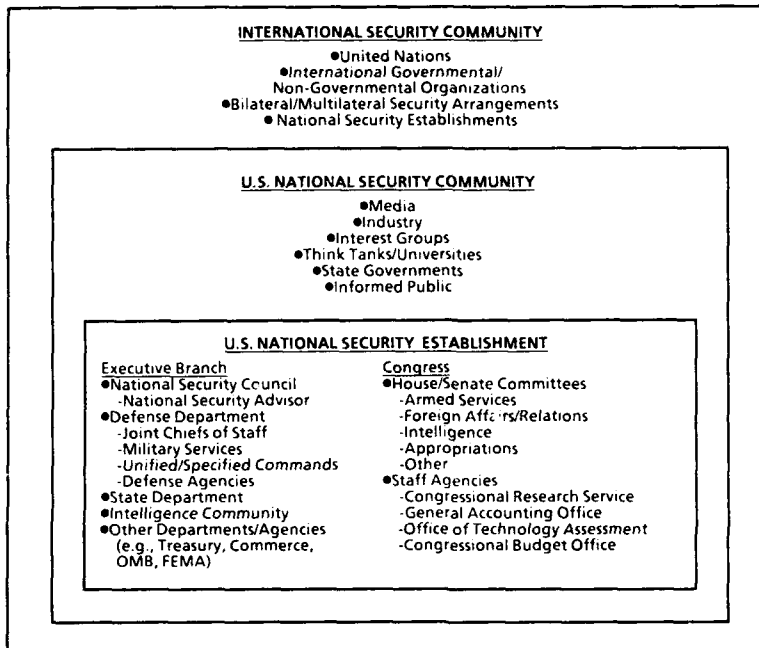 INTERNATIONAL SECURITY COMMUNITY
●United Nations
●International Governmental/
Non-Governmental Organizations
●Bilateral/Multilateral Security Arrangements
● National Security Establishments
U.S. NATIONAL SECURITY COMMUNITY
●Media
●Industry
●Interest Groups
●Think Tanks/Universities
●State Governments
●Informed Public
U.S. NATIONAL SECURITY ESTABLISHMENT
Executive Branch
●National Security Council
-National Security Advisor
●Defense Department
-Joint Chiefs of Staff
-Military Services
-Unified/Specified Commands
-Defense Agencies
●State Department
●Intelligence Community
●Other Departments/Agencies
(e.g., Treasury, Commerce,
OMB, FEMA)
Congress
●House/Senate Committees
-Armed Services
-Foreign Affairs/Relations
-Intelligence
-Appropriations
-Other
●Staff Agencies
-Congressional Research Service
-General Accounting Office
-Office of Technology Assessment
-Congressional Budget Office